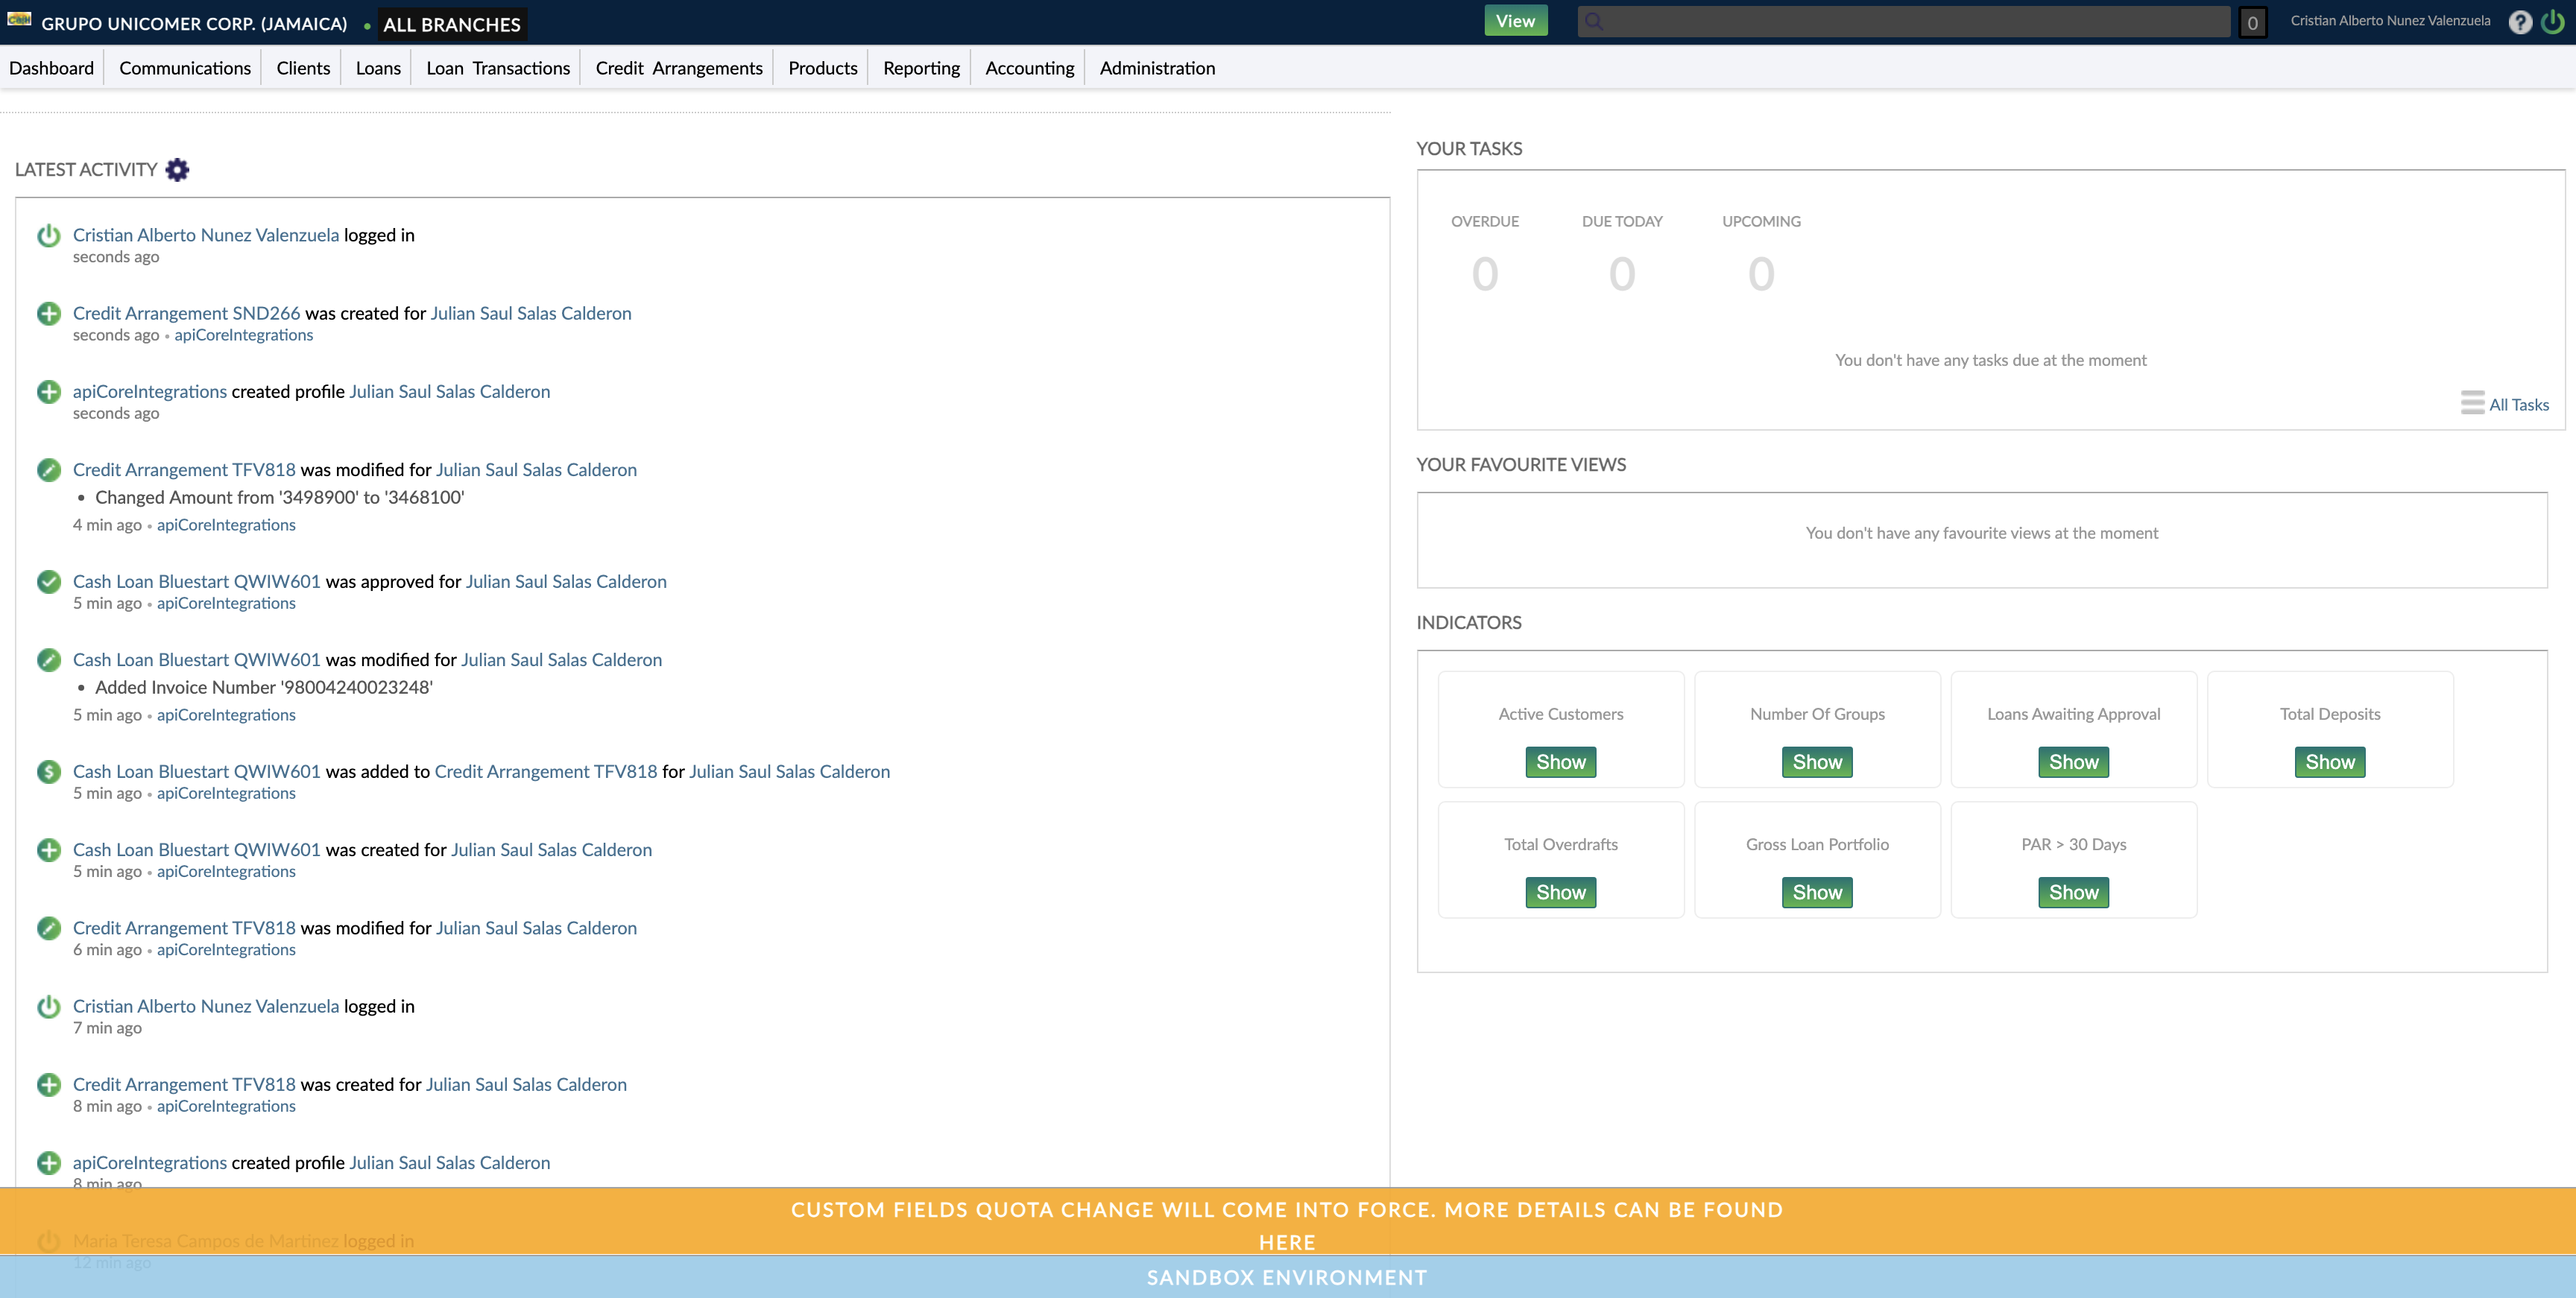 GRUPO UNICOMER CORP. (JAMAICA) • ALL BRANCHES
View
0
Cristian Alberto Nunez Valenzuela
?
Dashboard
Communications
Clients
Loans
Loan Transactions
Credit Arrangements
Products
Reporting
Accounting
Administration
LATEST ACTIVITY
Cristian Alberto Nunez Valenzuela logged in
seconds ago
Credit Arrangement SND266 was created for Julian Saul Salas Calderon
seconds ago • apiCoreIntegrations
apiCoreIntegrations created profile Julian Saul Salas Calderon
seconds ago
Credit Arrangement TFV818 was modified for Julian Saul Salas Calderon
• Changed Amount from '3498900' to '3468100'
4 min ago • apiCoreIntegrations
Cash Loan Bluestart QWIW601 was approved for Julian Saul Salas Calderon
5 min ago • apiCoreIntegrations
Cash Loan Bluestart QWIW601 was modified for Julian Saul Salas Calderon
• Added Invoice Number '98004240023248'
5 min ago • apiCoreIntegrations
Cash Loan Bluestart QWIW601 was added to Credit Arrangement TFV818 for Julian Saul Salas Calderon
5 min ago • apiCoreIntegrations
Cash Loan Bluestart QWIW601 was created for Julian Saul Salas Calderon
5 min ago • apiCoreIntegrations
Credit Arrangement TFV818 was modified for Julian Saul Salas Calderon
6 min ago • apiCoreIntegrations
Cristian Alberto Nunez Valenzuela logged in
7 min ago
Credit Arrangement TFV818 was created for Julian Saul Salas Calderon
8 min ago • apiCoreIntegrations
apiCoreIntegrations created profile Julian Saul Salas Calderon
8 min ago
Maria Teresa Campos de Martinez logged in
12 min ago
YOUR TASKS
OVERDUE
DUE TODAY
UPCOMING
0
0
0
You don't have any tasks due at the moment
All Tasks
YOUR FAVOURITE VIEWS
You don't have any favourite views at the moment
INDICATORS
Active Customers
Show
Number Of Groups
Show
Loans Awaiting Approval
Show
Total Deposits
Show
Total Overdrafts
Show
Gross Loan Portfolio
Show
PAR > 30 Days
Show
CUSTOM FIELDS QUOTA CHANGE WILL COME INTO FORCE. MORE DETAILS CAN BE FOUND
HERE
SANDBOX ENVIRONMENT